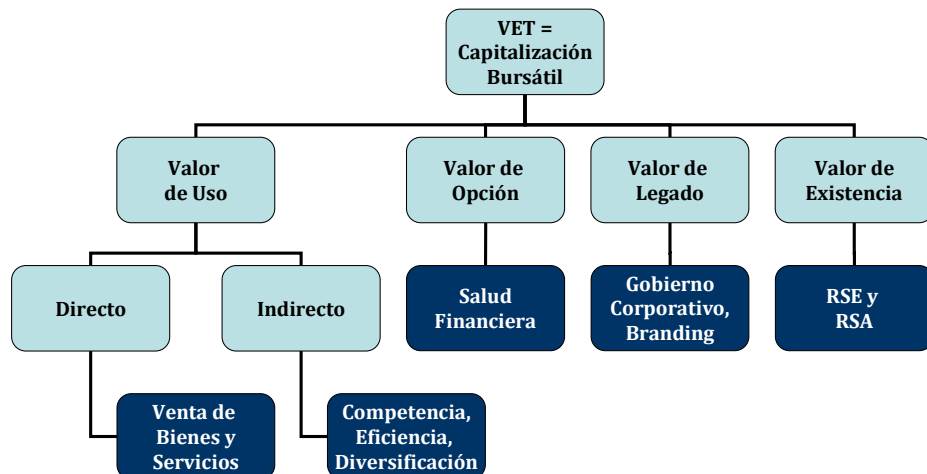 VET =
Capitalización
Bursátil
Valor
de Uso
Valor de
Opción
Valor de
Legado
Valor de
Existencia
Directo
Indirecto
Salud
Financiera
Gobierno
Corporativo,
Branding
RSE y
RSA
Venta de
Bienes y
Servicios
Competencia,
Eficiencia,
Diversificación